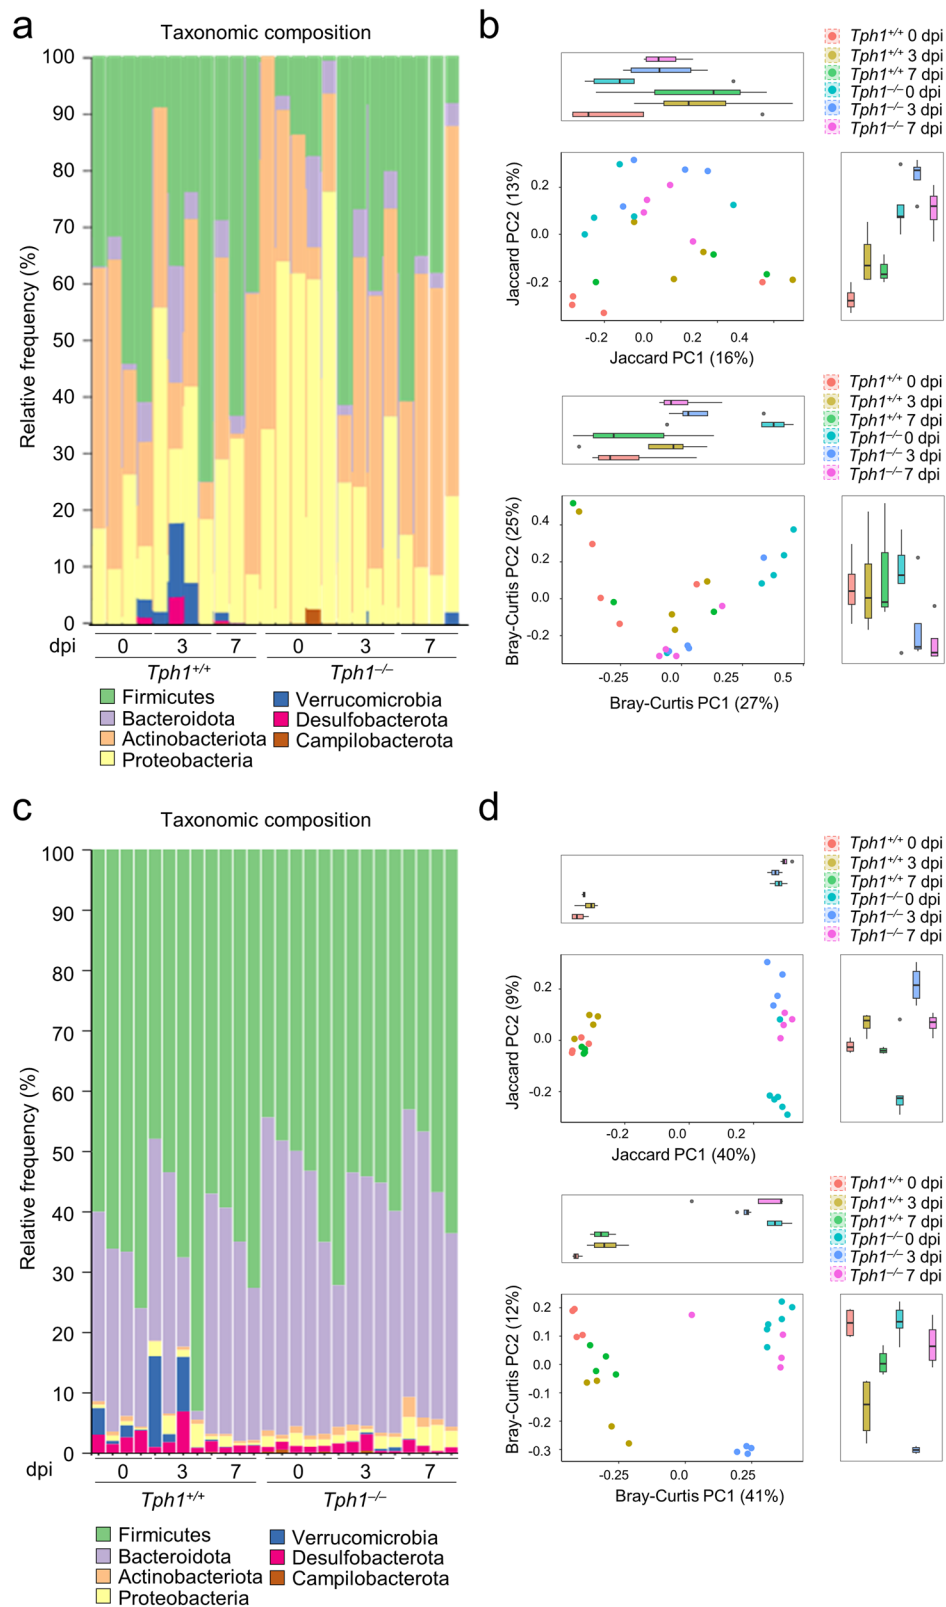 a
Taxonomic composition
Relative frequency (%)
100
90
80
70
60
50
40
30
20
10
0
dpi
0 3 7 0 3 7
Tph1+/+ Tph1−/−
Firmicutes
Bacteroidota
Actinobacteriota
Proteobacteria
Verrucomicrobia
Desulfobacterota
Campilobacterota
b
Tph1+/+ 0 dpi
Tph1+/+ 3 dpi
Tph1+/+ 7 dpi
Tph1−/− 0 dpi
Tph1−/− 3 dpi
Tph1−/− 7 dpi
Jaccard PC2 (13%)
0.2
0.0
-0.2
-0.2 0.0 0.2 0.4
Jaccard PC1 (16%)
Tph1+/+ 0 dpi
Tph1+/+ 3 dpi
Tph1+/+ 7 dpi
Tph1−/− 0 dpi
Tph1−/− 3 dpi
Tph1−/− 7 dpi
Bray-Curtis PC2 (25%)
0.4
0.2
0.0
-0.2
-0.25 0.0 0.25 0.5
Bray-Curtis PC1 (27%)
c
Taxonomic composition
Relative frequency (%)
100
90
80
70
60
50
40
30
20
10
0
dpi
0 3 7 0 3 7
Tph1+/+ Tph1−/−
Firmicutes
Bacteroidota
Actinobacteriota
Proteobacteria
Verrucomicrobia
Desulfobacterota
Campilobacterota
d
Tph1+/+ 0 dpi
Tph1+/+ 3 dpi
Tph1+/+ 7 dpi
Tph1−/− 0 dpi
Tph1−/− 3 dpi
Tph1−/− 7 dpi
Jaccard PC2 (9%)
0.2
0.0
-0.2
-0.2 0.0 0.2
Jaccard PC1 (40%)
Tph1+/+ 0 dpi
Tph1+/+ 3 dpi
Tph1+/+ 7 dpi
Tph1−/− 0 dpi
Tph1−/− 3 dpi
Tph1−/− 7 dpi
Bray-Curtis PC2 (12%)
0.2
0.1
0.0
-0.1
-0.2
-0.3
-0.25 0.0 0.25
Bray-Curtis PC1 (41%)